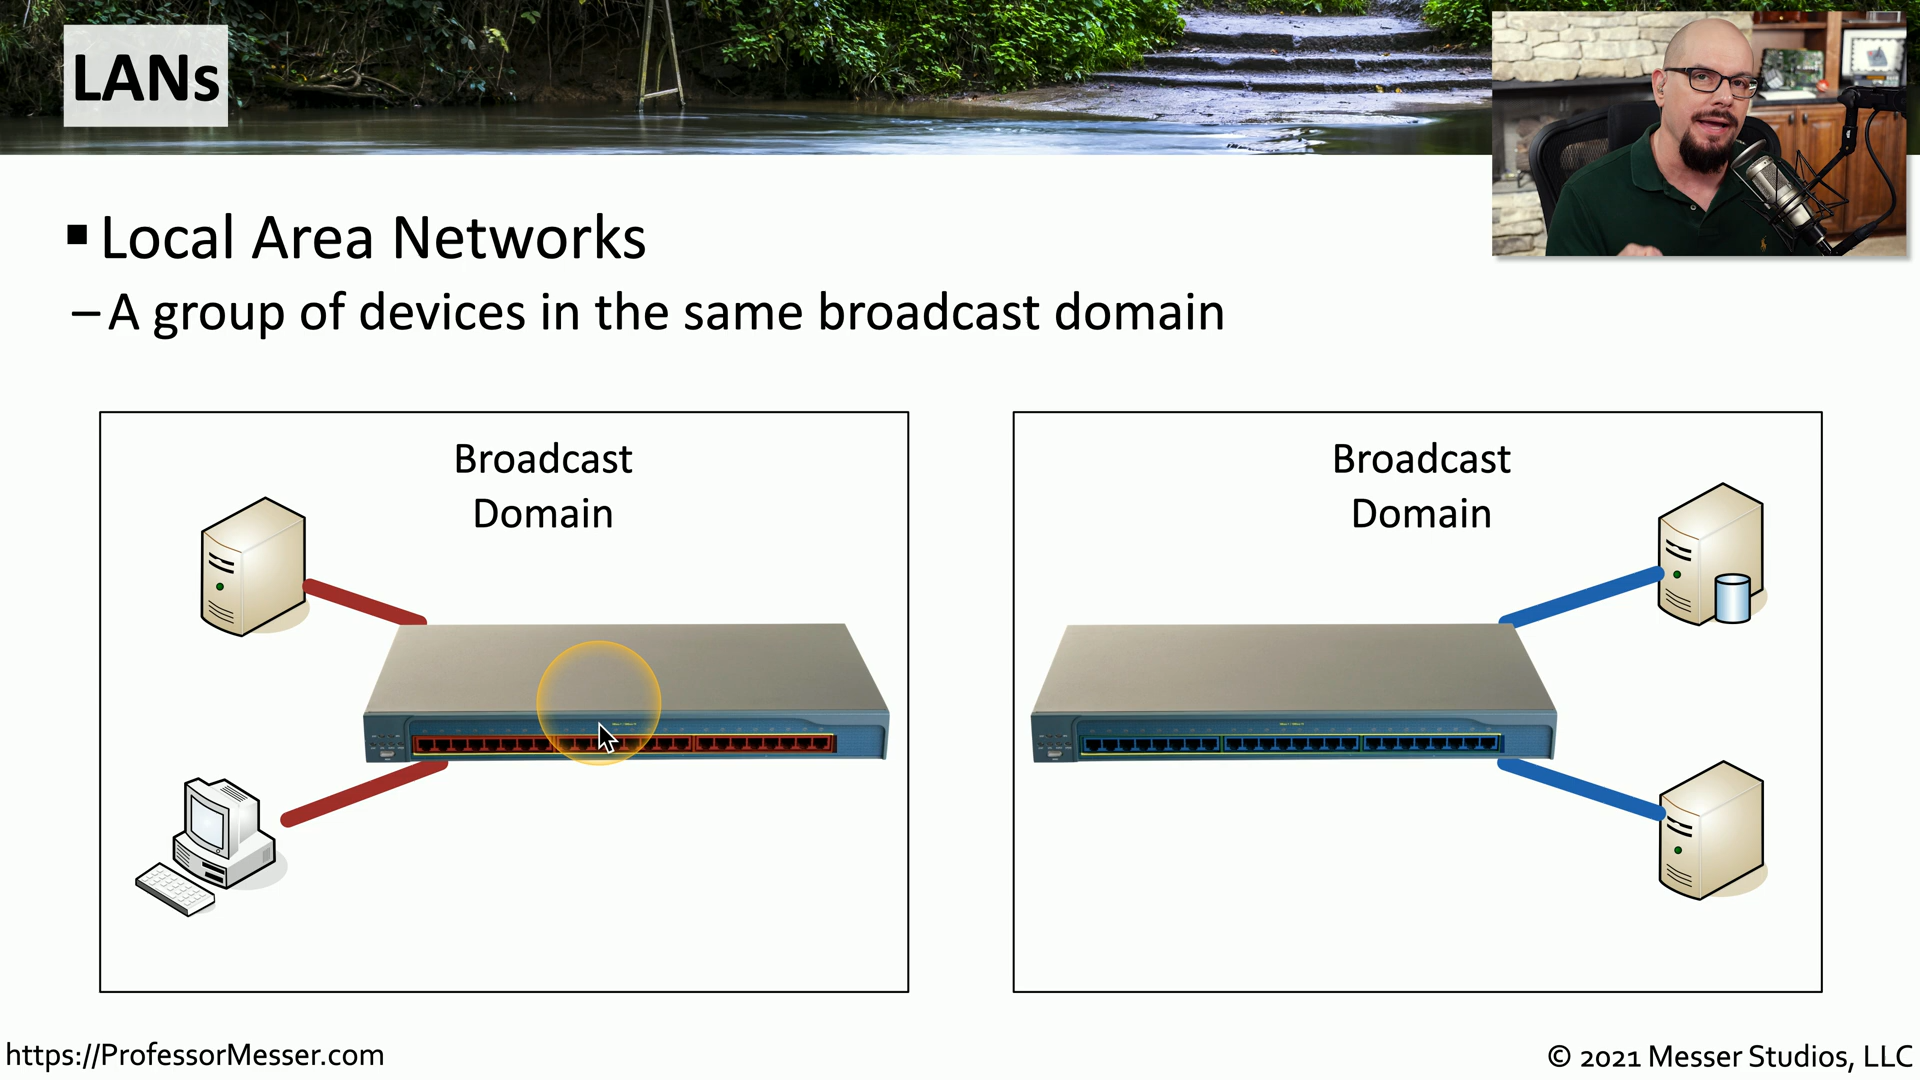 LANs
Local Area Networks
– A group of devices in the same broadcast domain
Broadcast
Domain
Broadcast
Domain
https://ProfessorMesser.com
© 2021 Messer Studios, LLC